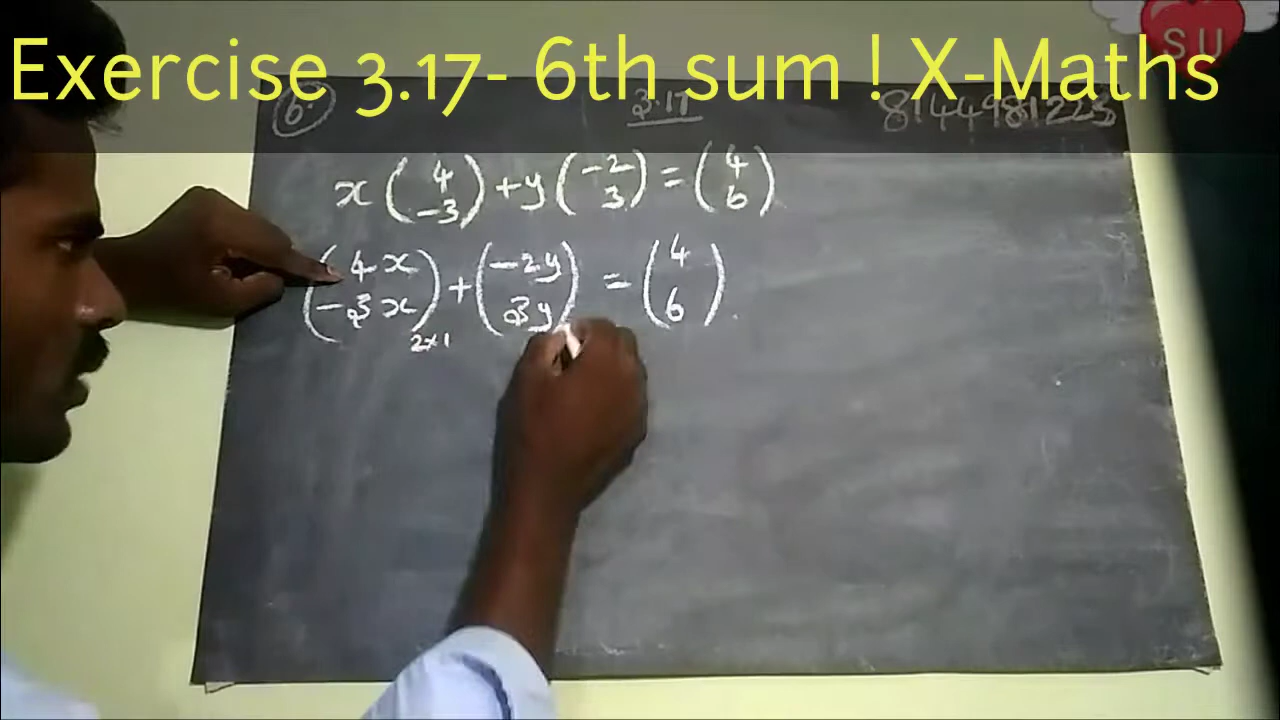 Exercise 3.17- 6th sum ! X-Maths
SU
6. 3.17 8144981223
x ( 4 -3 ) + y ( -2 3 ) = ( 4 6 )
( 4x -3x ) 2×1 + ( -2y 3y ) = ( 4 6 ).